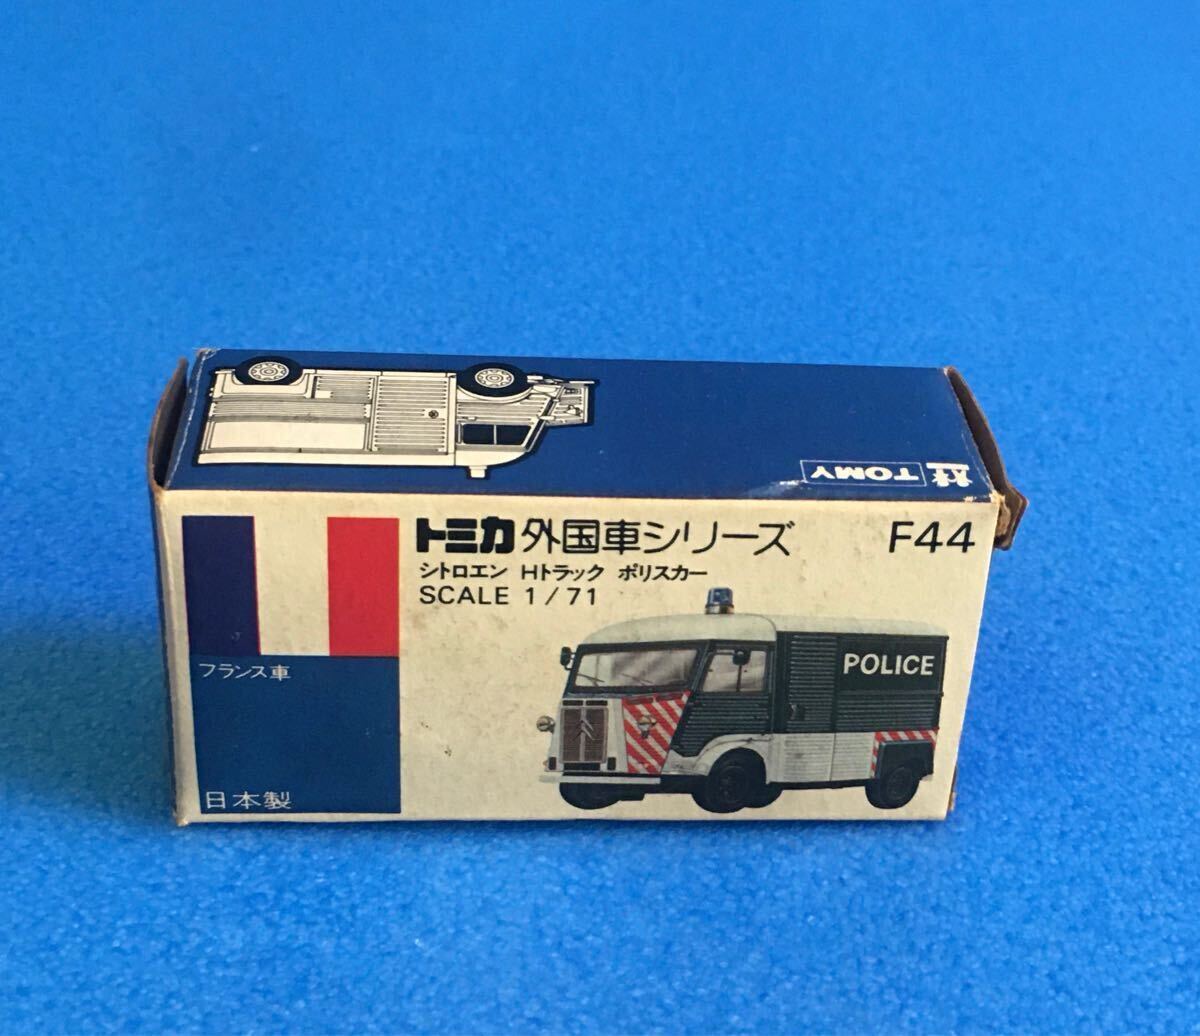 TOMY
トミカ 外国車シリーズ F44
シトロエン Hトラック ポリスカー
SCALE 1/71
POLICE
フランス車
日本製